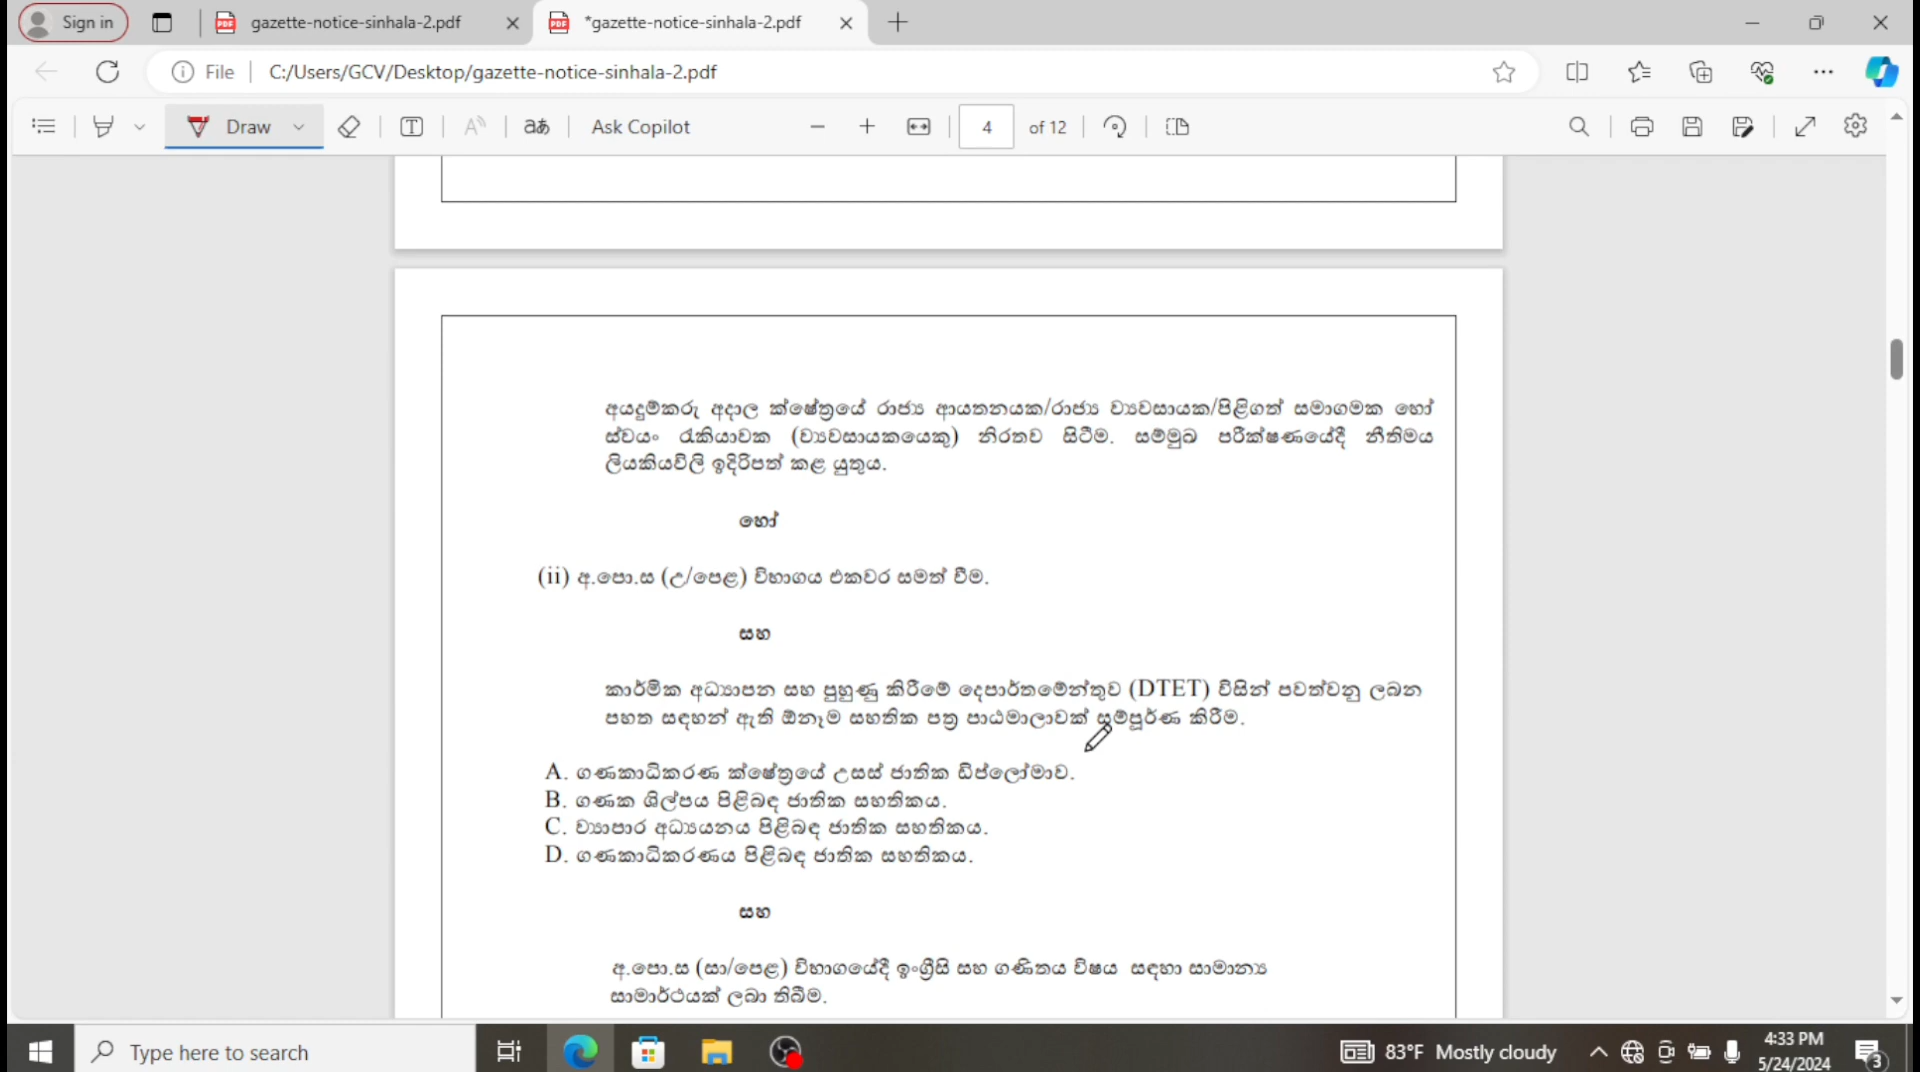 Sign in
gazette-notice-sinhala-2.pdf
*gazette-notice-sinhala-2.pdf
File
C:/Users/GCV/Desktop/gazette-notice-sinhala-2.pdf
Draw
T
A
aあ
Ask Copilot
4 of 12
අයදුම්කරු අදාල ක්ෂේත්‍රයේ රාජ්‍ය ආයතනයක/රාජ්‍ය ව්‍යවසායක/පිළිගත් සමාගමක හෝ
ස්වයං රැකියාවක (ව්‍යවසායකයෙකු) නිරතව සිටීම. සම්මුඛ පරීක්ෂණයේදී නීතිමය
ලියකියවිලි ඉදිරිපත් කළ යුතුය.
හෝ
(ii) අ.පො.ස (උ/පෙළ) විභාගය එකවර සමත් වීම.
සහ
කාර්මික අධ්‍යාපන සහ පුහුණු කිරීමේ දෙපාර්තමේන්තුව (DTET) විසින් පවත්වනු ලබන
පහත සඳහන් ඇති ඕනෑම සහතික පත්‍ර පාඨමාලාවක් සම්පූර්ණ කිරීම.
A. ගණකාධිකරණ ක්ෂේත්‍රයේ උසස් ජාතික ඩිප්ලෝමාව.
B. ගණක ශිල්පය පිළිබඳ ජාතික සහතිකය.
C. ව්‍යාපාර අධ්‍යයනය පිළිබඳ ජාතික සහතිකය.
D. ගණකාධිකරණය පිළිබඳ ජාතික සහතිකය.
සහ
අ.පො.ස (සා/පෙළ) විභාගයේදී ඉංග්‍රීසි සහ ගණිතය විෂය සඳහා සාමාන්‍ය
සාමාර්ථයක් ලබා තිබීම.
Type here to search
83°F Mostly cloudy
4:33 PM
5/24/2024
3